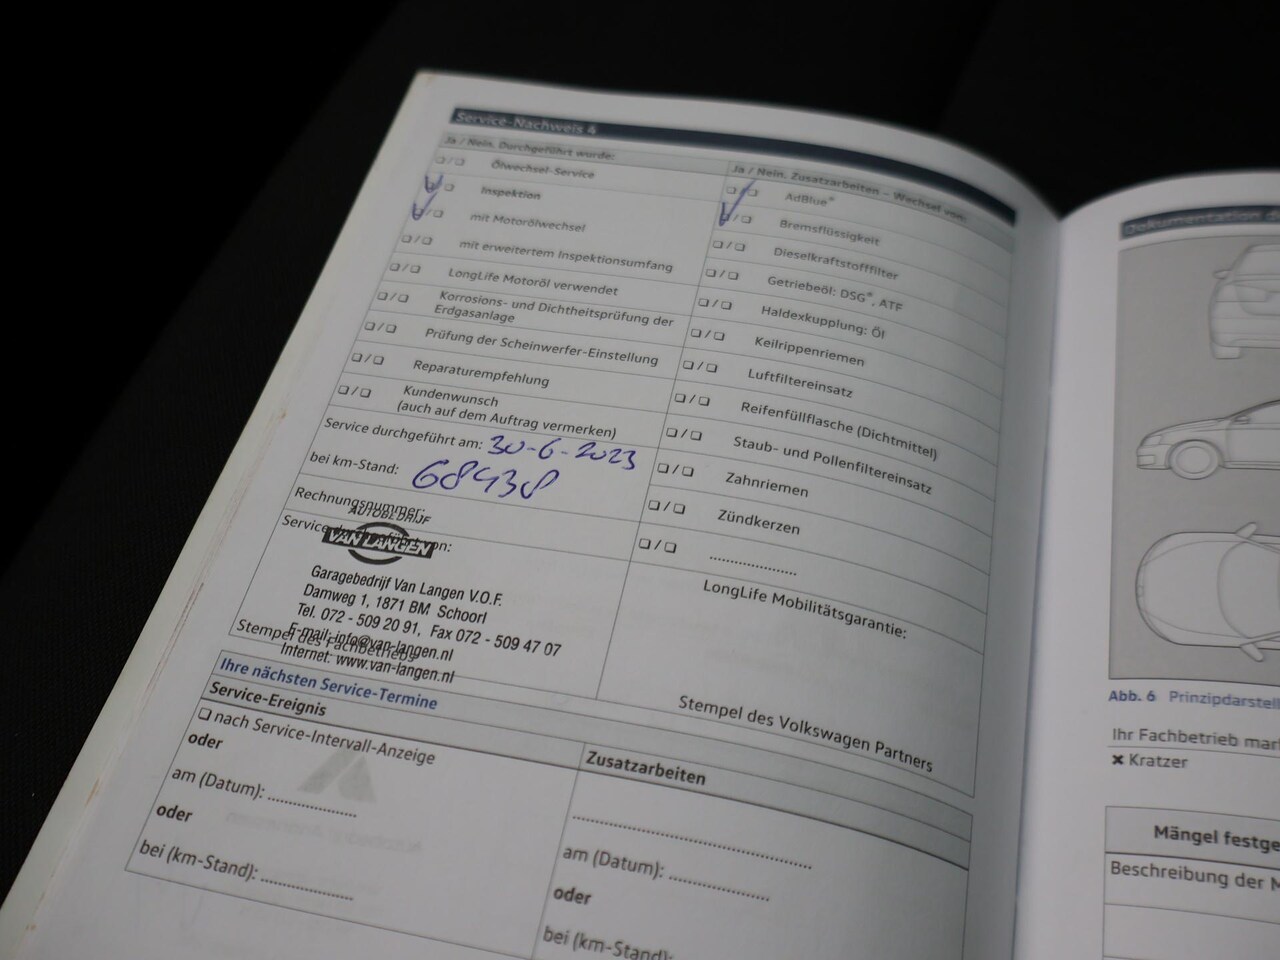 Service-Nachweis 4
Ja / Nein. Durchgeführt wurde:
Ölwechsel-Service
Inspektion
mit Motorölwechsel
mit erweitertem Inspektionsumfang
LongLife Motoröl verwendet
Korrosions- und Dichtheitsprüfung der
Erdgasanlage
Prüfung der Scheinwerfer-Einstellung
Reparaturempfehlung
Kundenwunsch
(auch auf dem Auftrag vermerken)
Service durchgeführt am: 30-6-2023
bei km-Stand: 68938
Rechnungsnummer:
AUTOBEDRIJF
VAN LANGEN
Garagebedrijf Van Langen V.O.F.
Damweg 1, 1871 BM Schoorl
Tel. 072 - 509 20 91, Fax 072 - 509 47 07
E-mail: info@van-langen.nl
Stempel des Fachbetriebs
Internet: www.van-langen.nl
Ja / Nein. Zusatzarbeiten – Wechsel von:
AdBlue®
Bremsflüssigkeit
Dieselkraftstofffilter
Getriebeöl: DSG®, ATF
Haldexkupplung: Öl
Keilrippenriemen
Luftfiltereinsatz
Reifenfüllflasche (Dichtmittel)
Staub- und Pollenfiltereinsatz
Zahnriemen
Zündkerzen
LongLife Mobilitätsgarantie:
Stempel des Volkswagen Partners
Ihre nächsten Service-Termine
Service-Ereignis
nach Service-Intervall-Anzeige
oder
am (Datum): ....................
oder
bei (km-Stand): ....................
Zusatzarbeiten
am (Datum): ....................
oder
bei (km-Stand):
Dokumentation d
Abb. 6 Prinzipdarstell
Ihr Fachbetrieb mar
× Kratzer
Mängel festge
Beschreibung der M